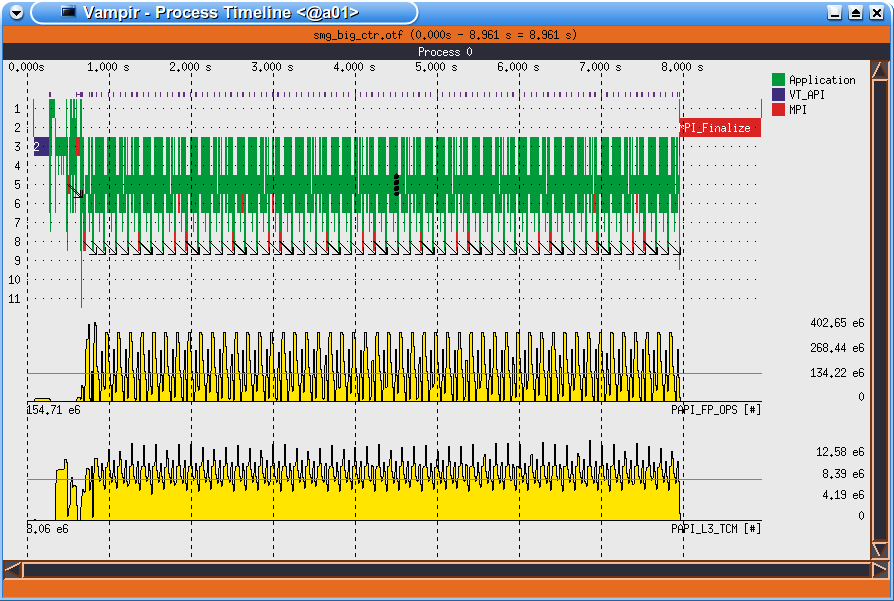 Vampir - Process Timeline <@a01>
smg_big_ctr.otf (0.000s - 8.961 s = 8.961 s)
Process 0
0.000s 1,000 s 2,000 s 3,000 s 4,000 s 5,000 s 6,000 s 7,000 s 8,000 s
Application
VT_API
MPI
1
2
*PI_Finalize
3
2
4
5
6
7
8
9
10
11
402.65 e6
268.44 e6
134.22 e6
0
154.71 e6
PAPI_FP_OPS [#]
12.58 e6
8.39 e6
4.19 e6
0
8.06 e6
PAPI_L3_TCM [#]